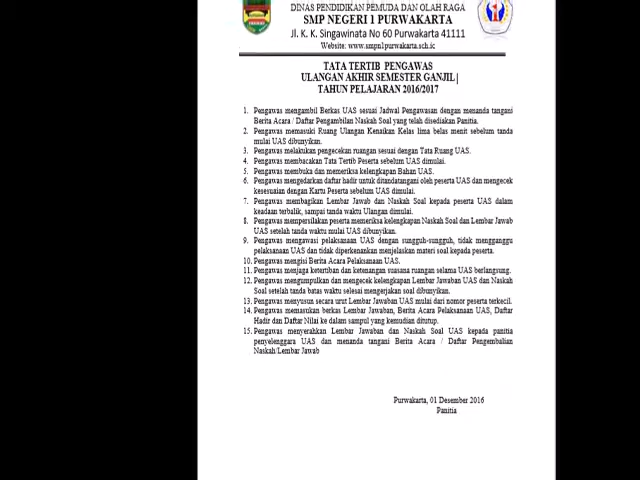 DINAS PENDIDIKAN PEMUDA DAN OLAH RAGA
SMP NEGERI 1 PURWAKARTA
Jl. K. K. Singawinata No 60 Purwakarta 41111
Website: www.smpn1purwakarta.sch.ic
TATA TERTIB PENGAWAS
ULANGAN AKHIR SEMESTER GANJIL
TAHUN PELAJARAN 2016/2017
1. Pengawas mengambil Berkas UAS sesuai Jadwal Pengawasan dengan menanda tangani
Berita Acara / Daftar Pengambilan Naskah Soal yang telah disediakan Panitia.
2. Pengawas memasuki Ruang Ulangan Kenaikan Kelas lima belas menit sebelum tanda
mulai UAS dibunyikan.
3. Pengawas melakukan pengecekan ruangan sesuai dengan Tata Ruang UAS.
4. Pengawas membacakan Tata Tertib Peserta sebelum UAS dimulai.
5. Pengawas membuka dan memeriksa kelengkapan Bahan UAS.
6. Pengawas mengedarkan daftar hadir untuk ditandatangani oleh peserta UAS dan mengecek
kesesuaian dengan Kartu Peserta sebelum UAS dimulai.
7. Pengawas membagikan Lembar Jawab dan Naskah Soal kepada peserta UAS dalam
keadaan terbalik, sampai tanda waktu Ulangan dimulai.
8. Pengawas mempersilakan peserta memeriksa kelengkapan Naskah Soal dan Lembar Jawab
UAS setelah tanda waktu mulai UAS dibunyikan.
9. Pengawas mengawasi pelaksanaan UAS dengan sungguh-sungguh, tidak mengganggu
pelaksanaan UAS dan tidak diperkenankan menjelaskan materi soal kepada peserta.
10. Pengawas mengisi Berita Acara Pelaksanaan UAS.
11. Pengawas menjaga ketertiban dan ketenangan suasana ruangan selama UAS berlangsung.
12. Pengawas mengumpulkan dan mengecek kelengkapan Lembar Jawaban UAS dan Naskah
Soal setelah tanda batas waktu selesai mengerjakan soal dibunyikan.
13. Pengawas menyusun secara urut Lembar Jawaban UAS mulai dari nomor peserta terkecil.
14. Pengawas memasukan berkas Lembar Jawaban, Berita Acara Pelaksanaan UAS, Daftar
Hadir dan Daftar Nilai ke dalam sampul yang kemudian ditutup.
15. Pengawas menyerahkan Lembar Jawaban dan Naskah Soal UAS kepada panitia
penyelenggara UAS dan menanda tangani Berita Acara / Daftar Pengembalian
Naskah/Lembar Jawab
Purwakarta, 01 Desember 2016
Panitia